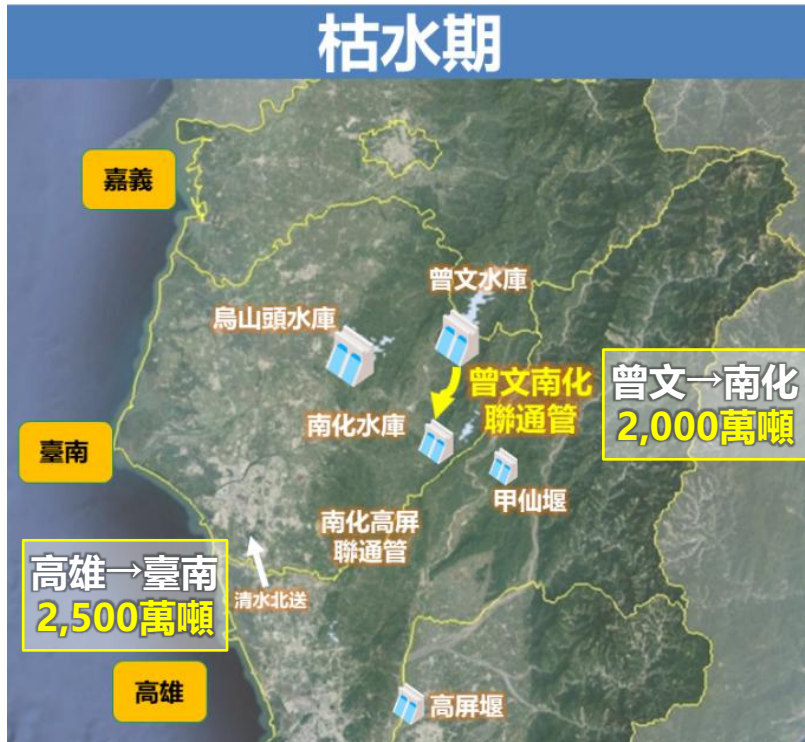 枯水期
嘉義
曾文水庫
烏山頭水庫
曾文南化
聯通管
曾文→南化
2,000萬噸
南化水庫
臺南
甲仙堰
南化高屏
聯通管
高雄→臺南
2,500萬噸
清水北送
高雄
高屏堰